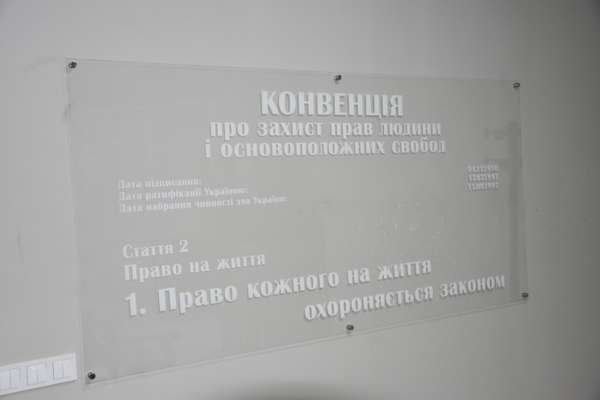 КОНВЕНЦІЯ
про захист прав людини
і основоположних свобод
Дата підписання:
Дата ратифікації Україною:
Дата набрання чинності для України:
Стаття 2
Право на життя
1. Право кожного на життя
охороняється законом